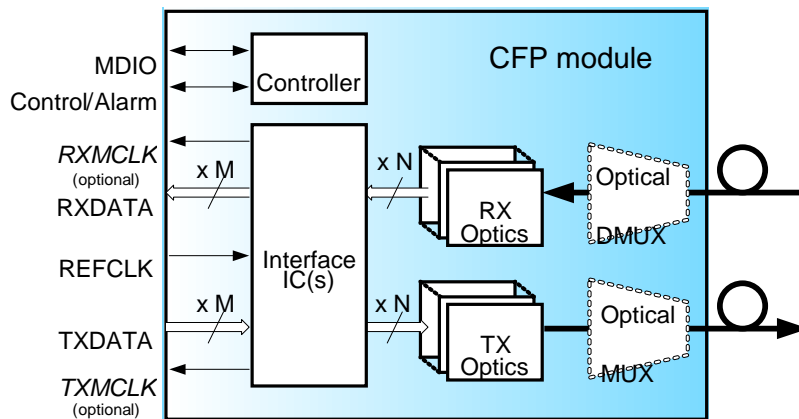 CFP module
MDIO
Controller
Control/Alarm
RXMCLK
(optional)
x M
x N
RXDATA
RX
Optics
Optical
DMUX
REFCLK
Interface
IC(s)
x M
x N
TXDATA
TX
Optics
Optical
MUX
TXMCLK
(optional)